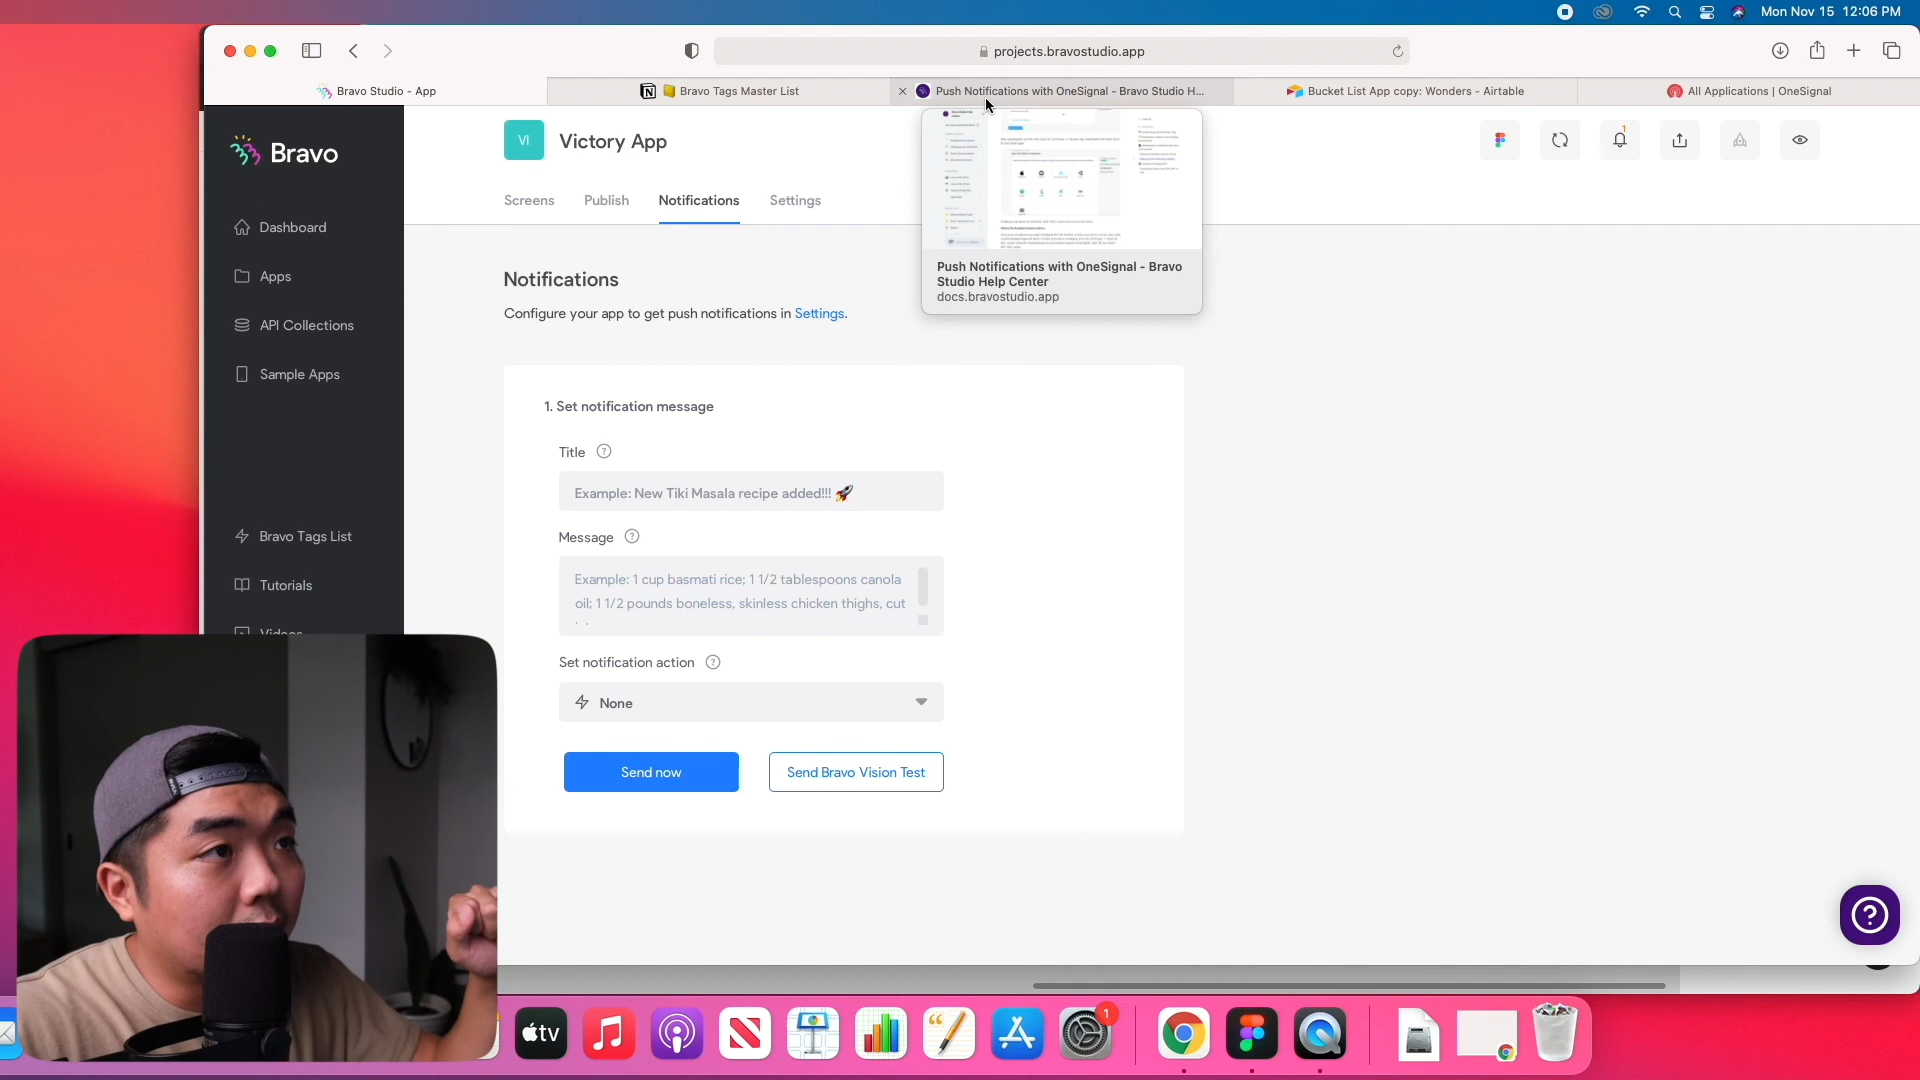 Mon Nov 15 12:06 PM
projects.bravostudio.app
Bravo Studio - App
Bravo Tags Master List
Push Notifications with OneSignal - Bravo Studio H...
Bucket List App copy: Wonders - Airtable
All Applications | OneSignal
Bravo
VI
Victory App
1
Screens
Publish
Notifications
Settings
Dashboard
Apps
API Collections
Sample Apps
Bravo Tags List
Tutorials
Videos
Push Notifications with OneSignal - Bravo
Studio Help Center
docs.bravostudio.app
Notifications
Configure your app to get push notifications in Settings.
1. Set notification message
Title
Example: New Tiki Masala recipe added!!! 🚀
Message
Example: 1 cup basmati rice; 1 1/2 tablespoons canola
oil; 1 1/2 pounds boneless, skinless chicken thighs, cut
Set notification action
None
Send now
Send Bravo Vision Test
tv
1